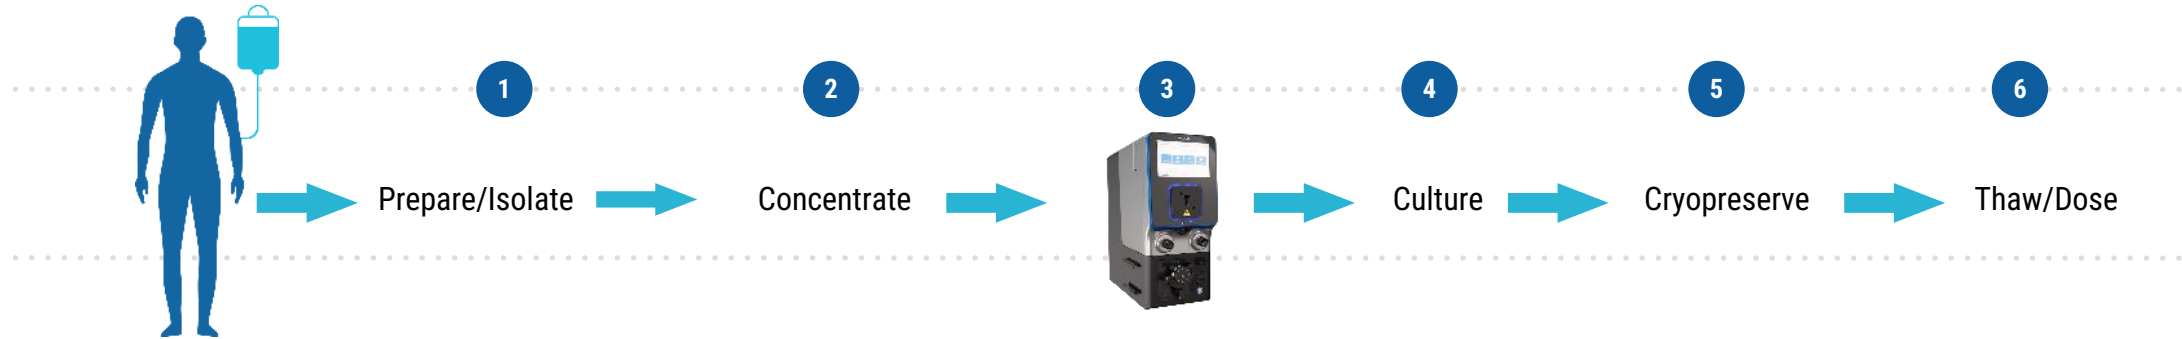 1
2
3
4
5
6
Prepare/Isolate
Concentrate
Culture
Cryopreserve
Thaw/Dose